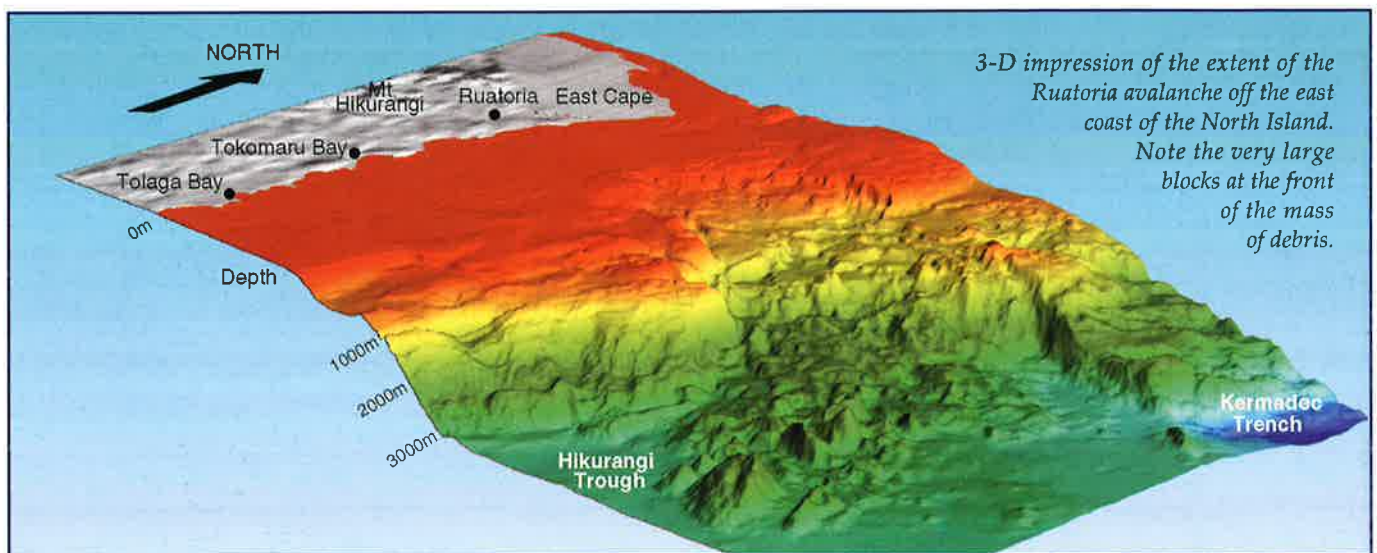 NORTH
Mt
Hikurangi
Ruatoria
East Cape
Tokomaru Bay
Tolaga Bay
0m
Depth
1000m
2000m
3000m
Hikurangi
Trough
Kermadec
Trench
3-D impression of the extent of the
Ruatoria avalanche off the east
coast of the North Island.
Note the very large
blocks at the front
of the mass
of debris.